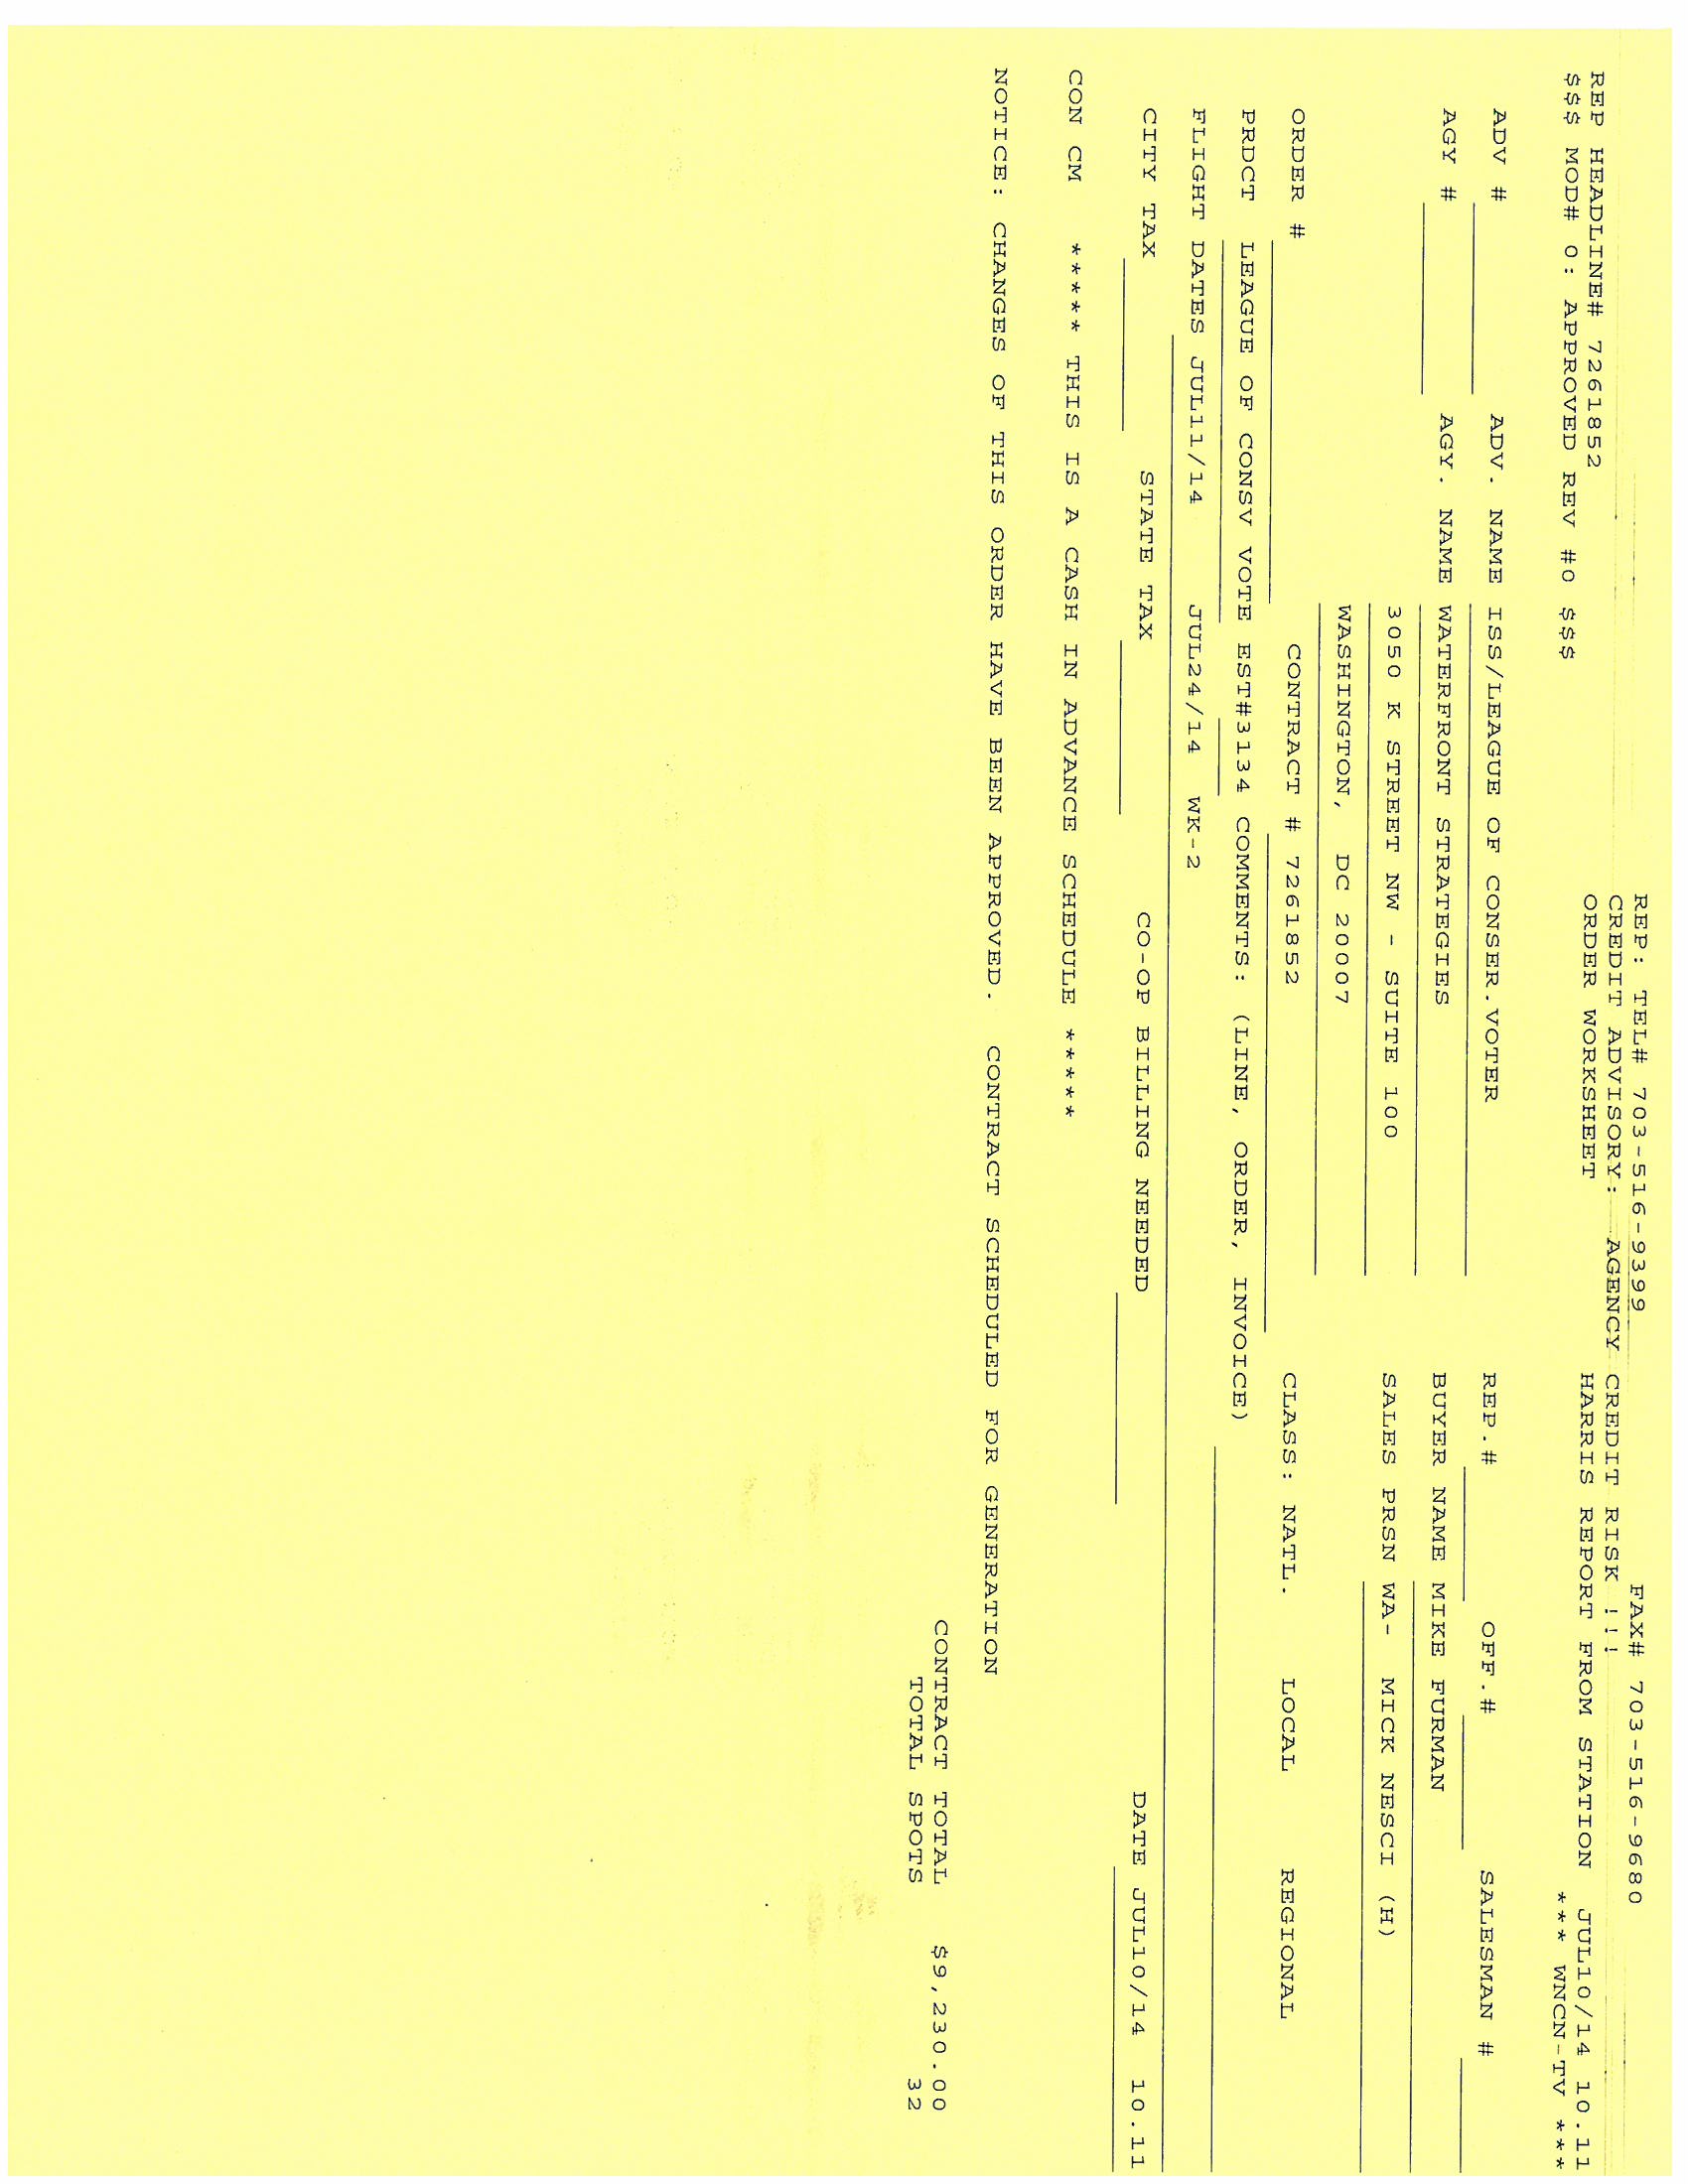 REP: TEL# 703-516-9399 FAX# 703-516-9680
CREDIT ADVISORY: AGENCY CREDIT RISK !!!
REP HEADLINE# 7261852 ORDER WORKSHEET HARRIS REPORT FROM STATION JUL10/14 10.11
$$$ MOD# 0: APPROVED REV #0 $$$ *** WNCN-TV ***
ADV # ADV. NAME ISS/LEAGUE OF CONSER.VOTER REP.# OFF.# SALESMAN #
AGY # AGY. NAME WATERFRONT STRATEGIES BUYER NAME MIKE FURMAN
3050 K STREET NW - SUITE 100 SALES PRSN WA- MICK NESCI (H)
WASHINGTON, DC 20007
ORDER # CONTRACT # 7261852 CLASS: NATL. LOCAL REGIONAL
PRDCT LEAGUE OF CONSV VOTE EST#3134 COMMENTS: (LINE, ORDER, INVOICE)
FLIGHT DATES JUL11/14 JUL24/14 WK-2
CITY TAX STATE TAX CO-OP BILLING NEEDED DATE JUL10/14 10.11
CON CM ***** THIS IS A CASH IN ADVANCE SCHEDULE *****
NOTICE: CHANGES OF THIS ORDER HAVE BEEN APPROVED. CONTRACT SCHEDULED FOR GENERATION
CONTRACT TOTAL $9,230.00
TOTAL SPOTS 32